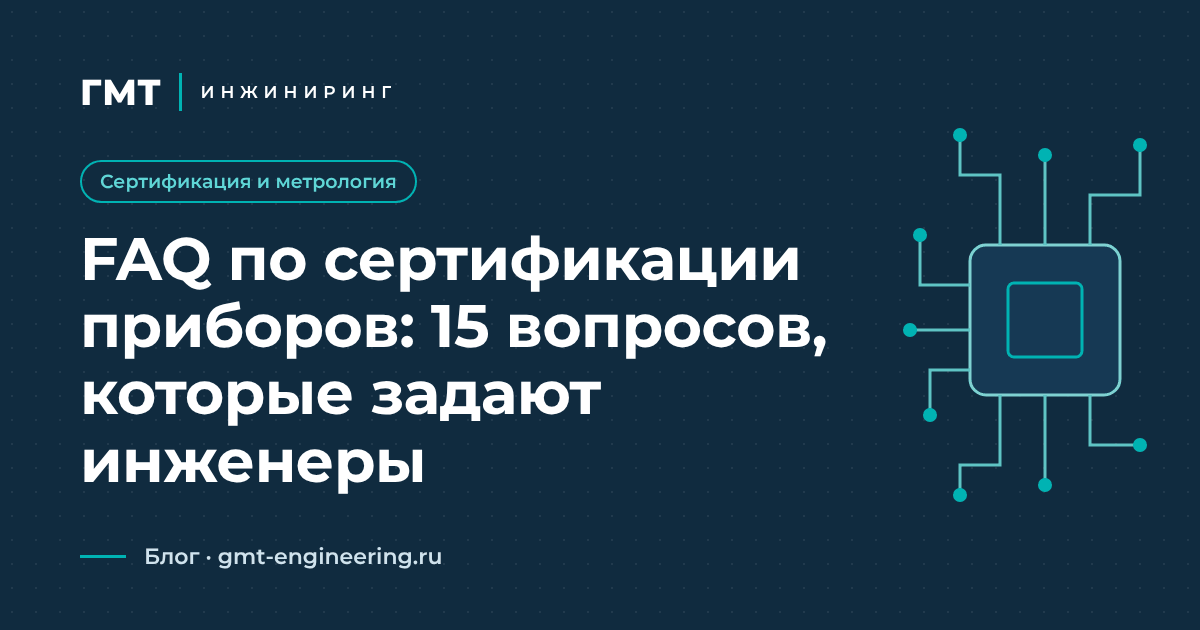 ГМТ ИНЖИНИРИНГ
Сертификация и метрология
FAQ по сертификации
приборов: 15 вопросов,
которые задают
инженеры
Блог · gmt-engineering.ru